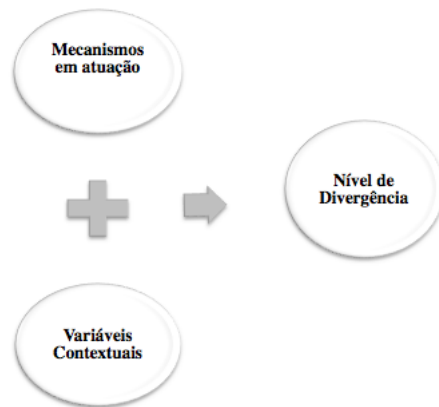 Mecanismos
em atuação
Nível de
Divergência
Variáveis
Contextuais